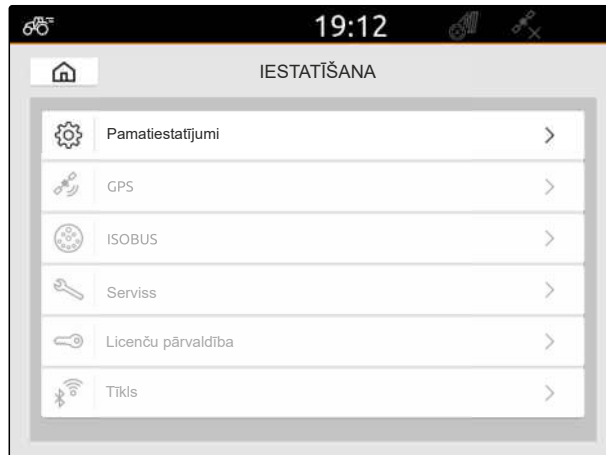 19:12
IESTATĪŠANA
Pamatiestatījumi
GPS
ISOBUS
Serviss
Licenču pārvaldība
Tīkls